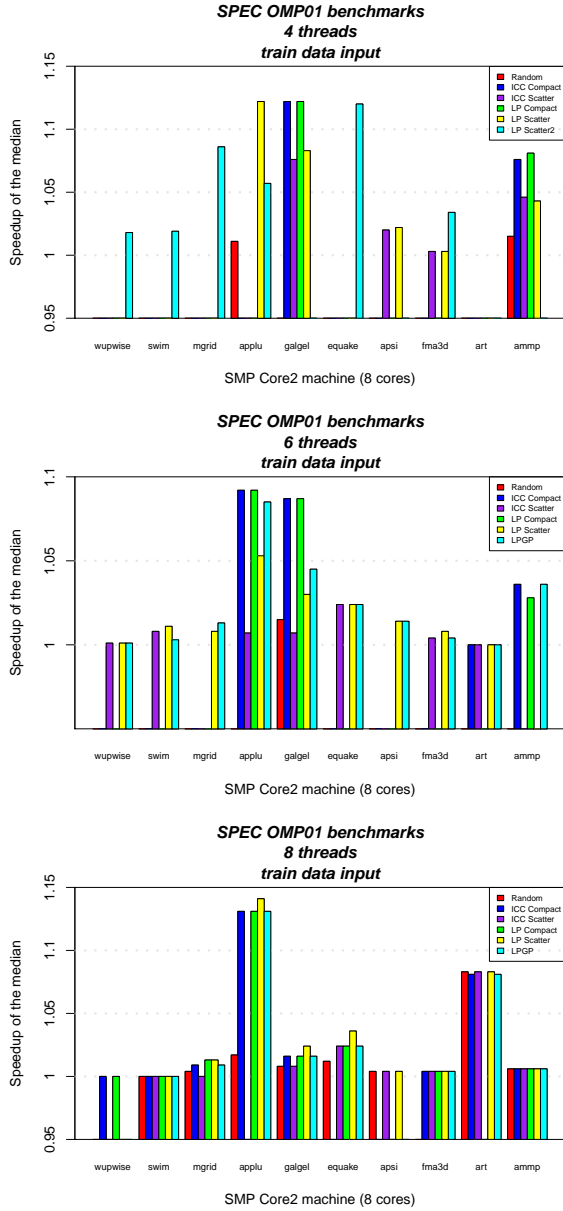 SPEC OMP01 benchmarks
4 threads
train data input
1.15
1.1
1.05
1
0.95
Speedup of the median
Random
ICC Compact
ICC Scatter
LP Compact
LP Scatter
LP Scatter2
wupwise swim mgrid applu galgel equake apsi fma3d art ammp
SMP Core2 machine (8 cores)
SPEC OMP01 benchmarks
6 threads
train data input
1.1
1.05
1
Speedup of the median
Random
ICC Compact
ICC Scatter
LP Compact
LP Scatter
LPGP
wupwise swim mgrid applu galgel equake apsi fma3d art ammp
SMP Core2 machine (8 cores)
SPEC OMP01 benchmarks
8 threads
train data input
1.15
1.1
1.05
1
0.95
Speedup of the median
Random
ICC Compact
ICC Scatter
LP Compact
LP Scatter
LPGP
wupwise swim mgrid applu galgel equake apsi fma3d art ammp
SMP Core2 machine (8 cores)